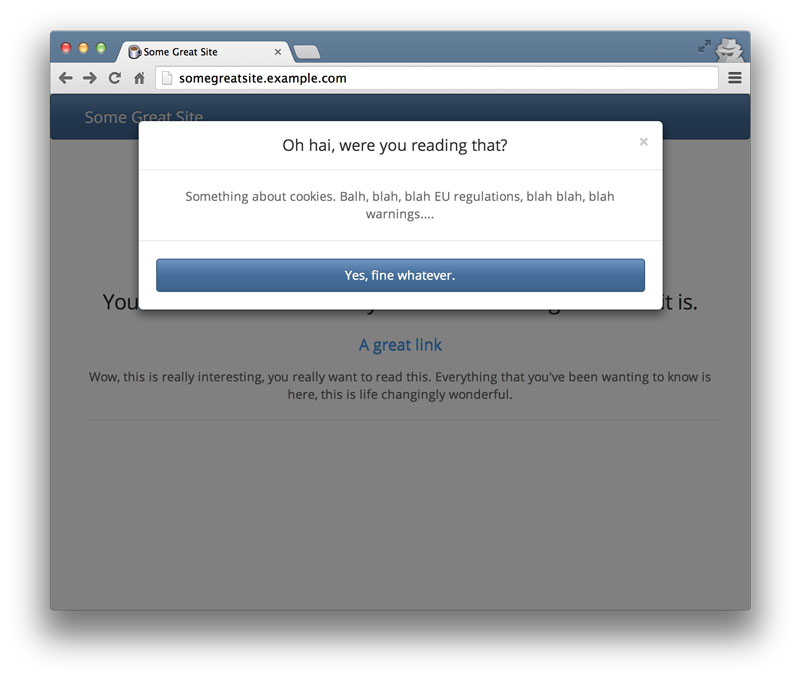 Some Great Site
somegreatsite.example.com
Some Great Site
Oh hai, were you reading that?
×
Something about cookies. Balh, blah, blah EU regulations, blah blah, blah
warnings....
Yes, fine whatever.
You it is.
A great link
Wow, this is really interesting, you really want to read this. Everything that you've been wanting to know is
here, this is life changingly wonderful.